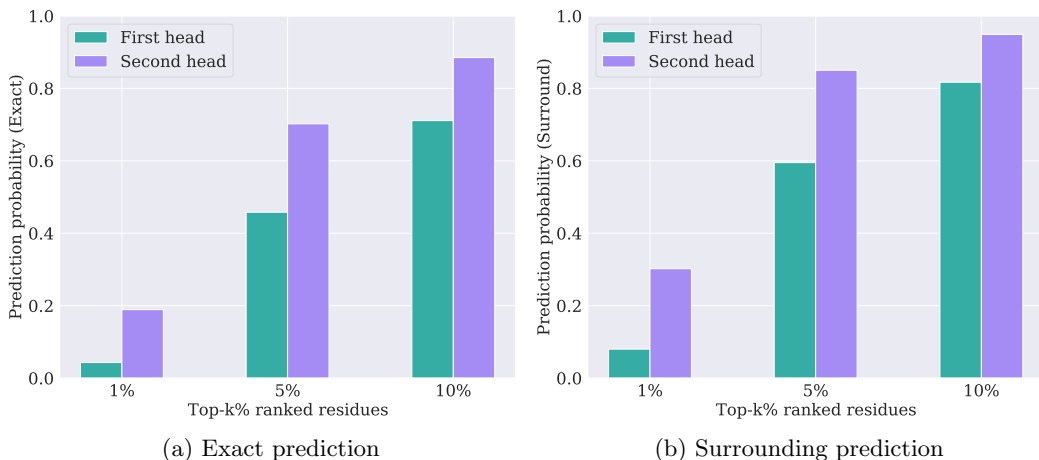 1.0
0.8
0.6
0.4
0.2
0.0
Prediction probability (Exact)
First head
Second head
1%
5%
10%
Top-k% ranked residues
(a) Exact prediction
1.0
0.8
0.6
0.4
0.2
0.0
Prediction probability (Surround)
First head
Second head
1%
5%
10%
Top-k% ranked residues
(b) Surrounding prediction